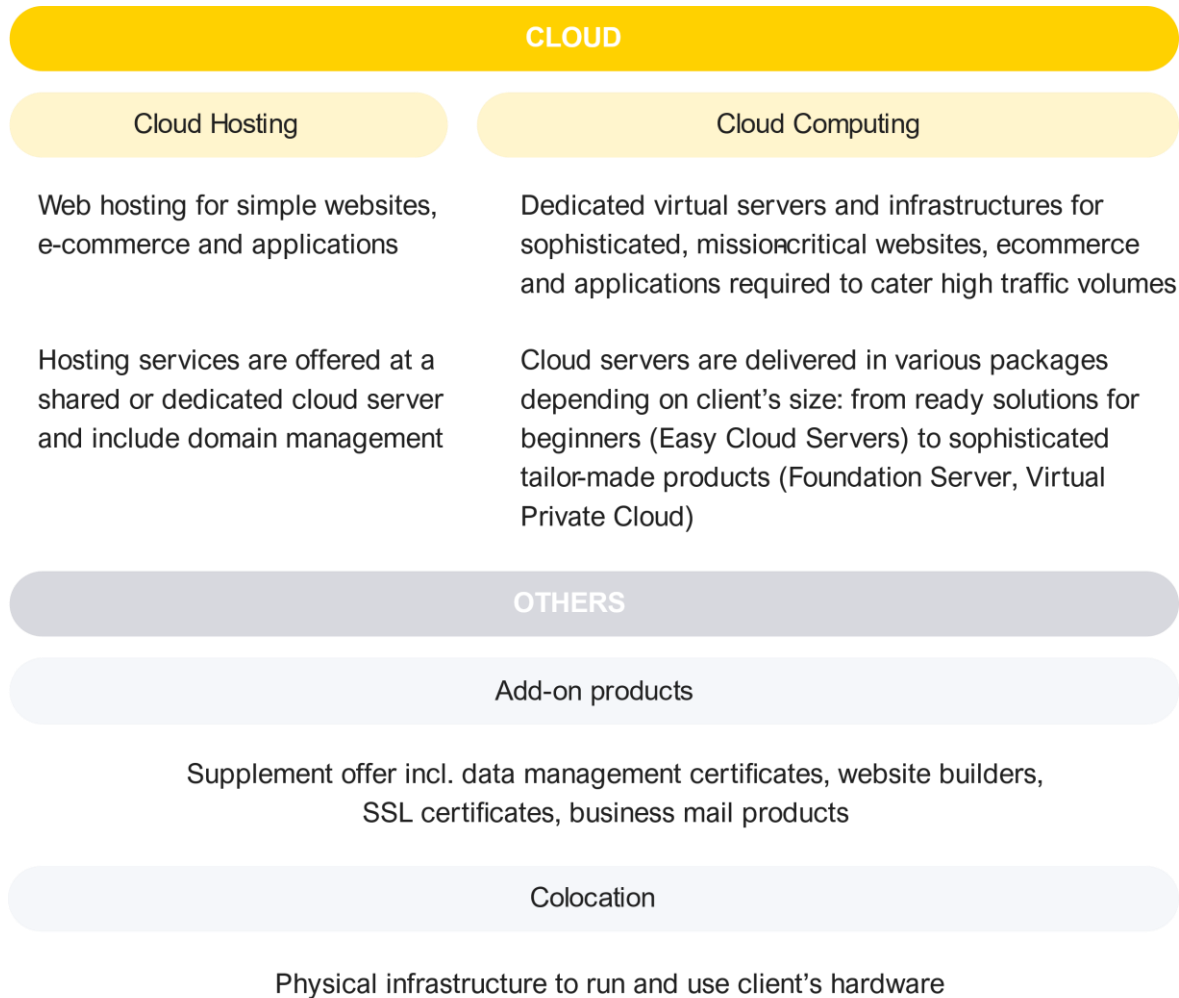 CLOUD
Cloud Hosting
Web hosting for simple websites,
e-commerce and applications
Hosting services are offered at a
shared or dedicated cloud server
and include domain management
Cloud Computing
Dedicated virtual servers and infrastructures for
sophisticated, mission-critical websites, ecommerce
and applications required to cater high traffic volumes
Cloud servers are delivered in various packages
depending on client’s size: from ready solutions for
beginners (Easy Cloud Servers) to sophisticated
tailor-made products (Foundation Server, Virtual
Private Cloud)
OTHERS
Add-on products
Supplement offer incl. data management certificates, website builders,
SSL certificates, business mail products
Colocation
Physical infrastructure to run and use client’s hardware